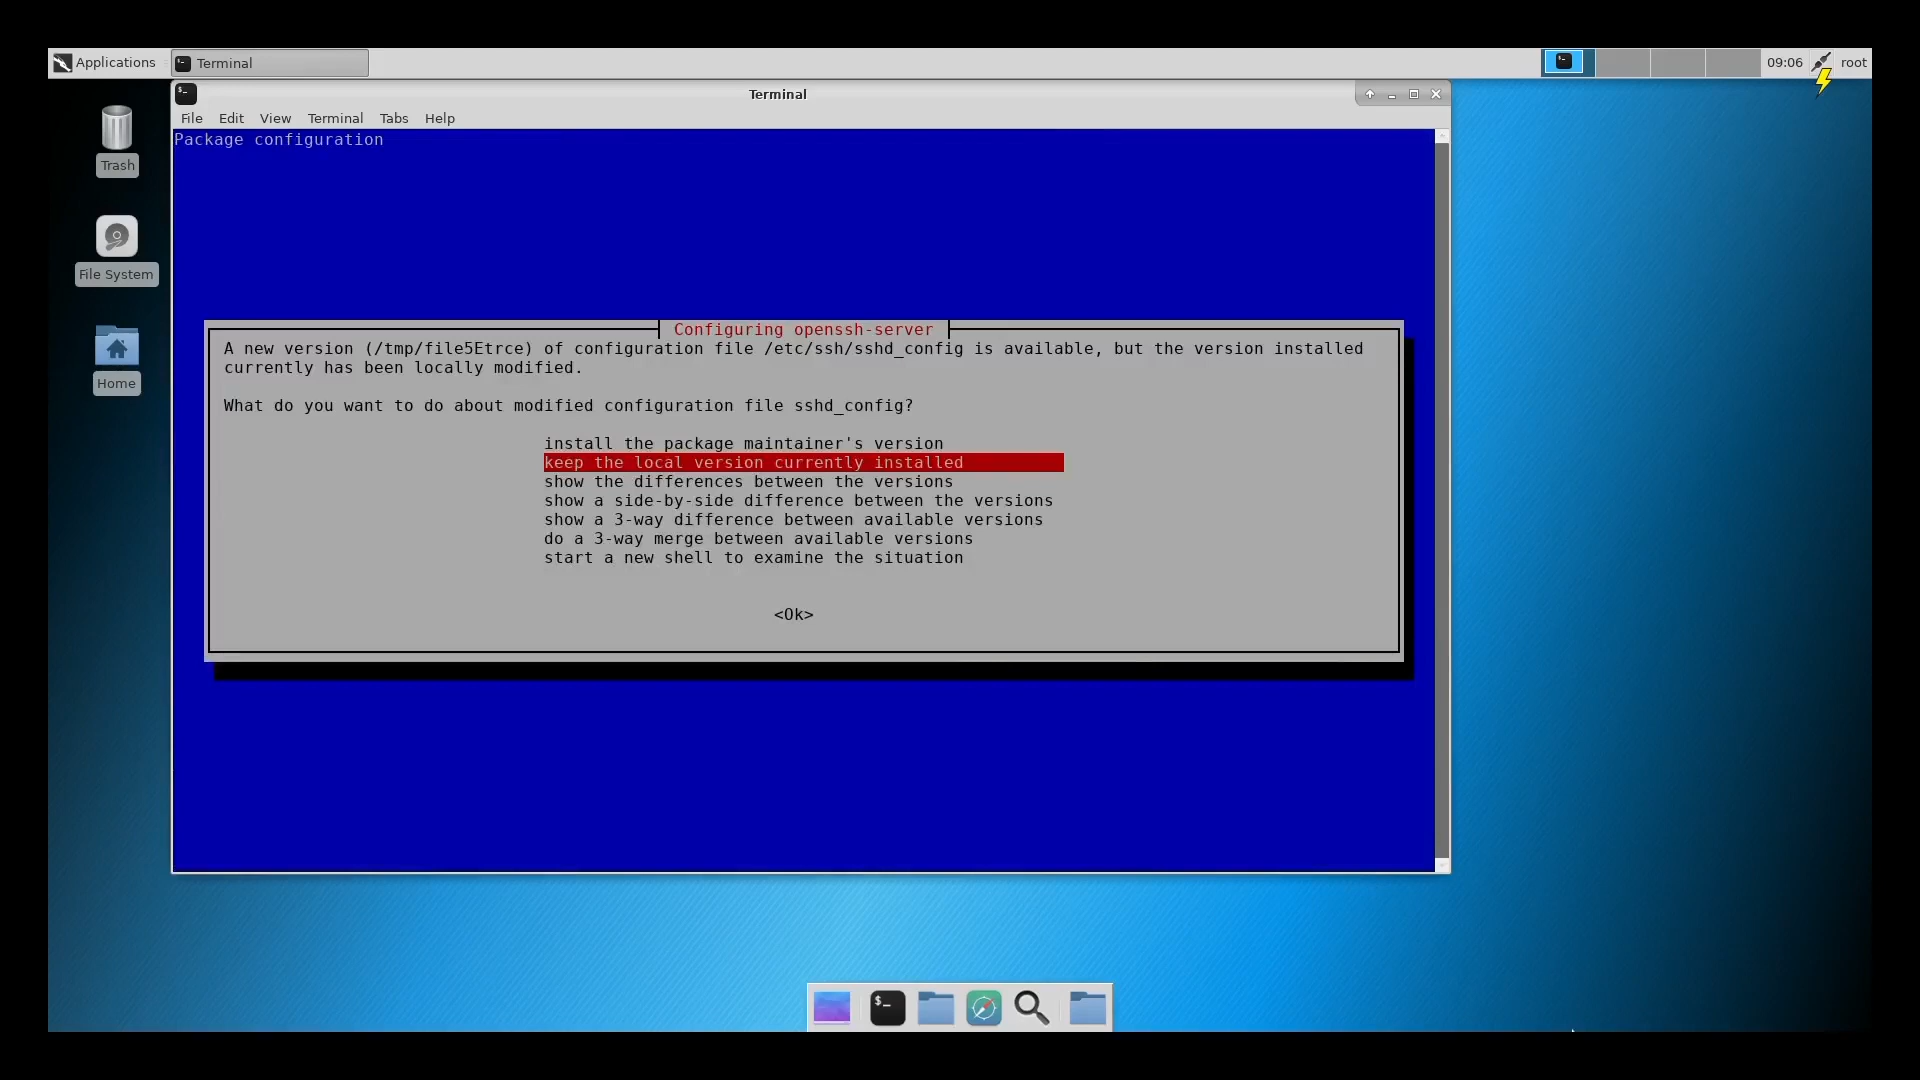 Applications
Terminal
09:06
root
Trash
File System
Home
Terminal
File Edit View Terminal Tabs Help
Package configuration
Configuring openssh-server
A new version (/tmp/file5Etrce) of configuration file /etc/ssh/sshd_config is available, but the version installed
currently has been locally modified.
What do you want to do about modified configuration file sshd_config?
install the package maintainer's version
keep the local version currently installed
show the differences between the versions
show a side-by-side difference between the versions
show a 3-way difference between available versions
do a 3-way merge between available versions
start a new shell to examine the situation
<Ok>